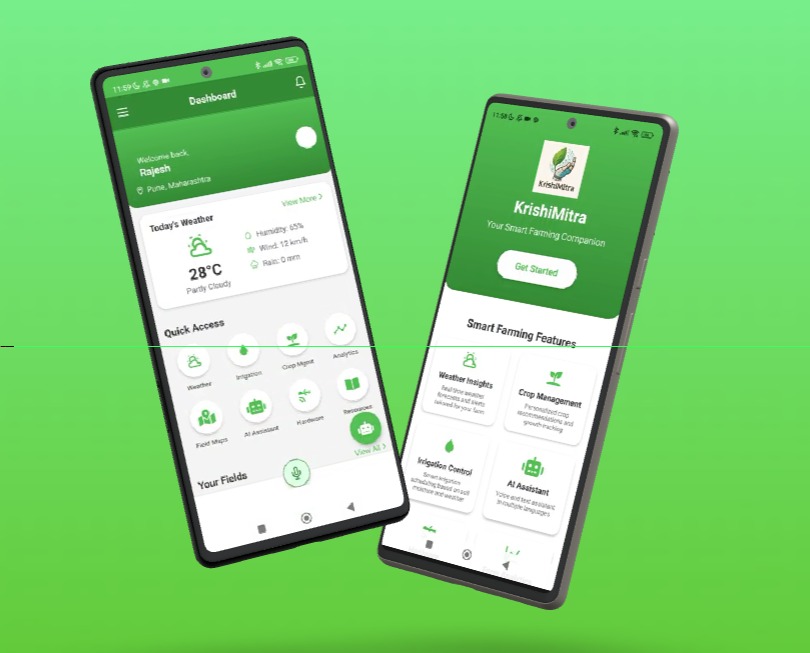 11:59
Dashboard
Welcome back,
Rajesh
Pune, Maharashtra
Today's Weather
View More >
28°C
Partly Cloudy
Humidity: 65%
Wind: 12 km/h
Rain: 0 mm
Quick Access
Weather
Irrigation
Crop Mgmt
Analytics
Field Maps
AI Assistant
Hardware
Resources
Your Fields
View All >
11:58
KrishiMitra
KrishiMitra
Your Smart Farming Companion
Get Started
Smart Farming Features
Weather Insights
Real-time weather
forecasts and alerts
tailored for your farm
Crop Management
Personalized crop
recommendations and
growth tracking
Irrigation Control
Smart irrigation
scheduling based on soil
moisture and weather
AI Assistant
Voice and text assistant
in multiple languages